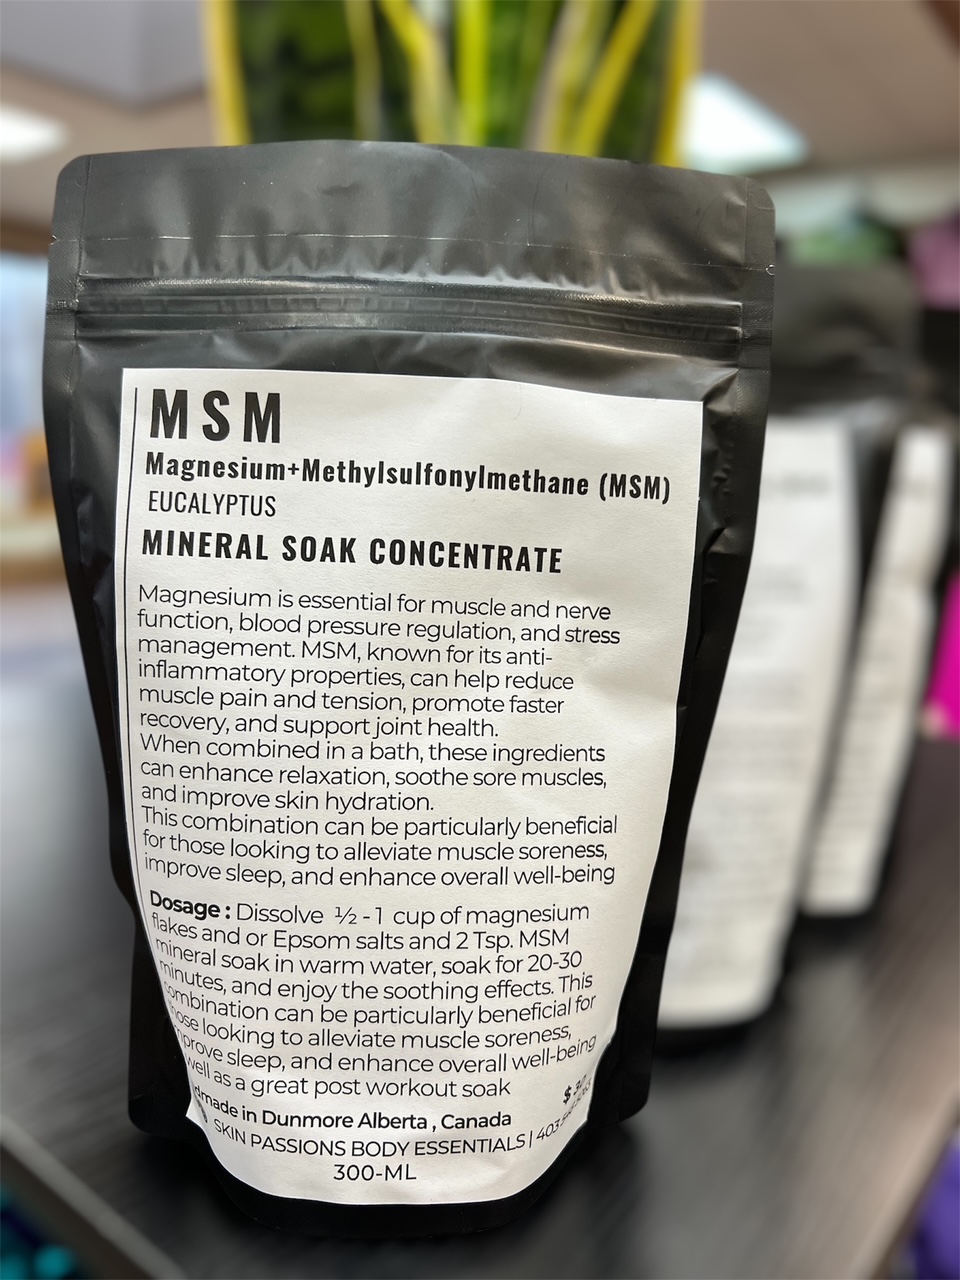 MSM
Magnesium+Methylsulfonylmethane (MSM)
EUCALYPTUS
MINERAL SOAK CONCENTRATE
Magnesium is essential for muscle and nerve
function, blood pressure regulation, and stress
management. MSM, known for its anti-
inflammatory properties, can help reduce
muscle pain and tension, promote faster
recovery, and support joint health.
When combined in a bath, these ingredients
can enhance relaxation, soothe sore muscles,
and improve skin hydration.
This combination can be particularly beneficial
for those looking to alleviate muscle soreness,
improve sleep, and enhance overall well-being
Dosage : Dissolve ½ - 1 cup of magnesium
flakes and or Epsom salts and 2 Tsp. MSM
mineral soak in warm water, soak for 20-30
minutes, and enjoy the soothing effects. This
ombination can be particularly beneficial for
ose looking to alleviate muscle soreness,
prove sleep, and enhance overall well-being
well as a great post workout soak
dmade in Dunmore Alberta , Canada
SKIN PASSIONS BODY ESSENTIALS | 403
300-ML